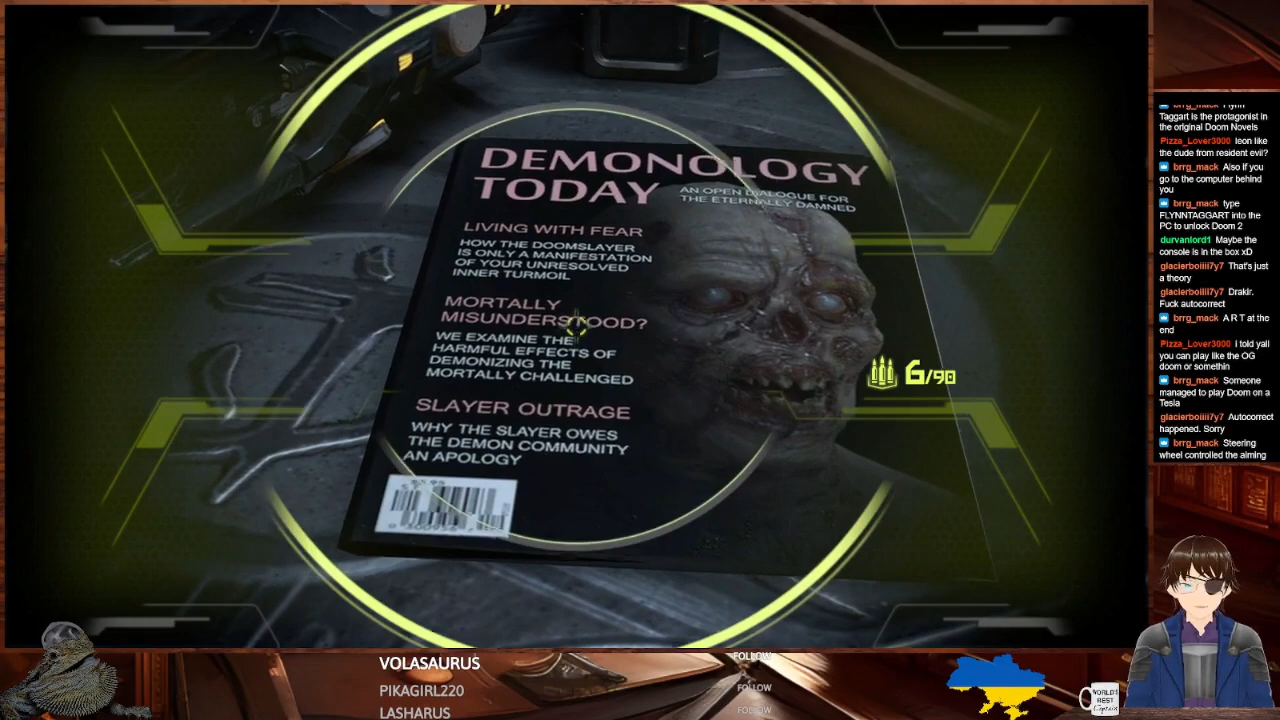 DEMONOLOGY
TODAY
AN OPEN DIALOGUE FOR
THE ETERNALLY DAMNED
LIVING WITH FEAR
HOW THE DOOMSLAYER
IS ONLY A MANIFESTATION
OF YOUR UNRESOLVED
INNER TURMOIL
MORTALLY
MISUNDERSTOOD?
WE EXAMINE THE
HARMFUL EFFECTS OF
DEMONIZING THE
MORTALLY CHALLENGED
SLAYER OUTRAGE
WHY THE SLAYER OWES
THE DEMON COMMUNITY
AN APOLOGY
6/90
brrg_mack Flynn
Taggart is the protagonist in
the original Doom Novels
Pizza_Lover3000 leon like
the dude from resident evil?
brrg_mack Also if you
go to the computer behind
you
brrg_mack type
FLYNNTAGGART into the
PC to unlock Doom 2
durvanlord1 Maybe the
console is in the box xD
glacierboiiii7y7 That's just
a theory
glacierboiiii7y7 Drakir.
Fuck autocorrect
brrg_mack A R T at the
end
Pizza_Lover3000 i told yall
you can play like the OG
doom or somethin
brrg_mack Someone
managed to play Doom on a
Tesla
glacierboiiii7y7 Autocorrect
happened. Sorry
brrg_mack Steering
wheel controlled the aiming
VOLASAURUS
FOLLOW
PIKAGIRL220
FOLLOW
LASHARUS
FOLLOW
WORLD'S
BEST
Captain